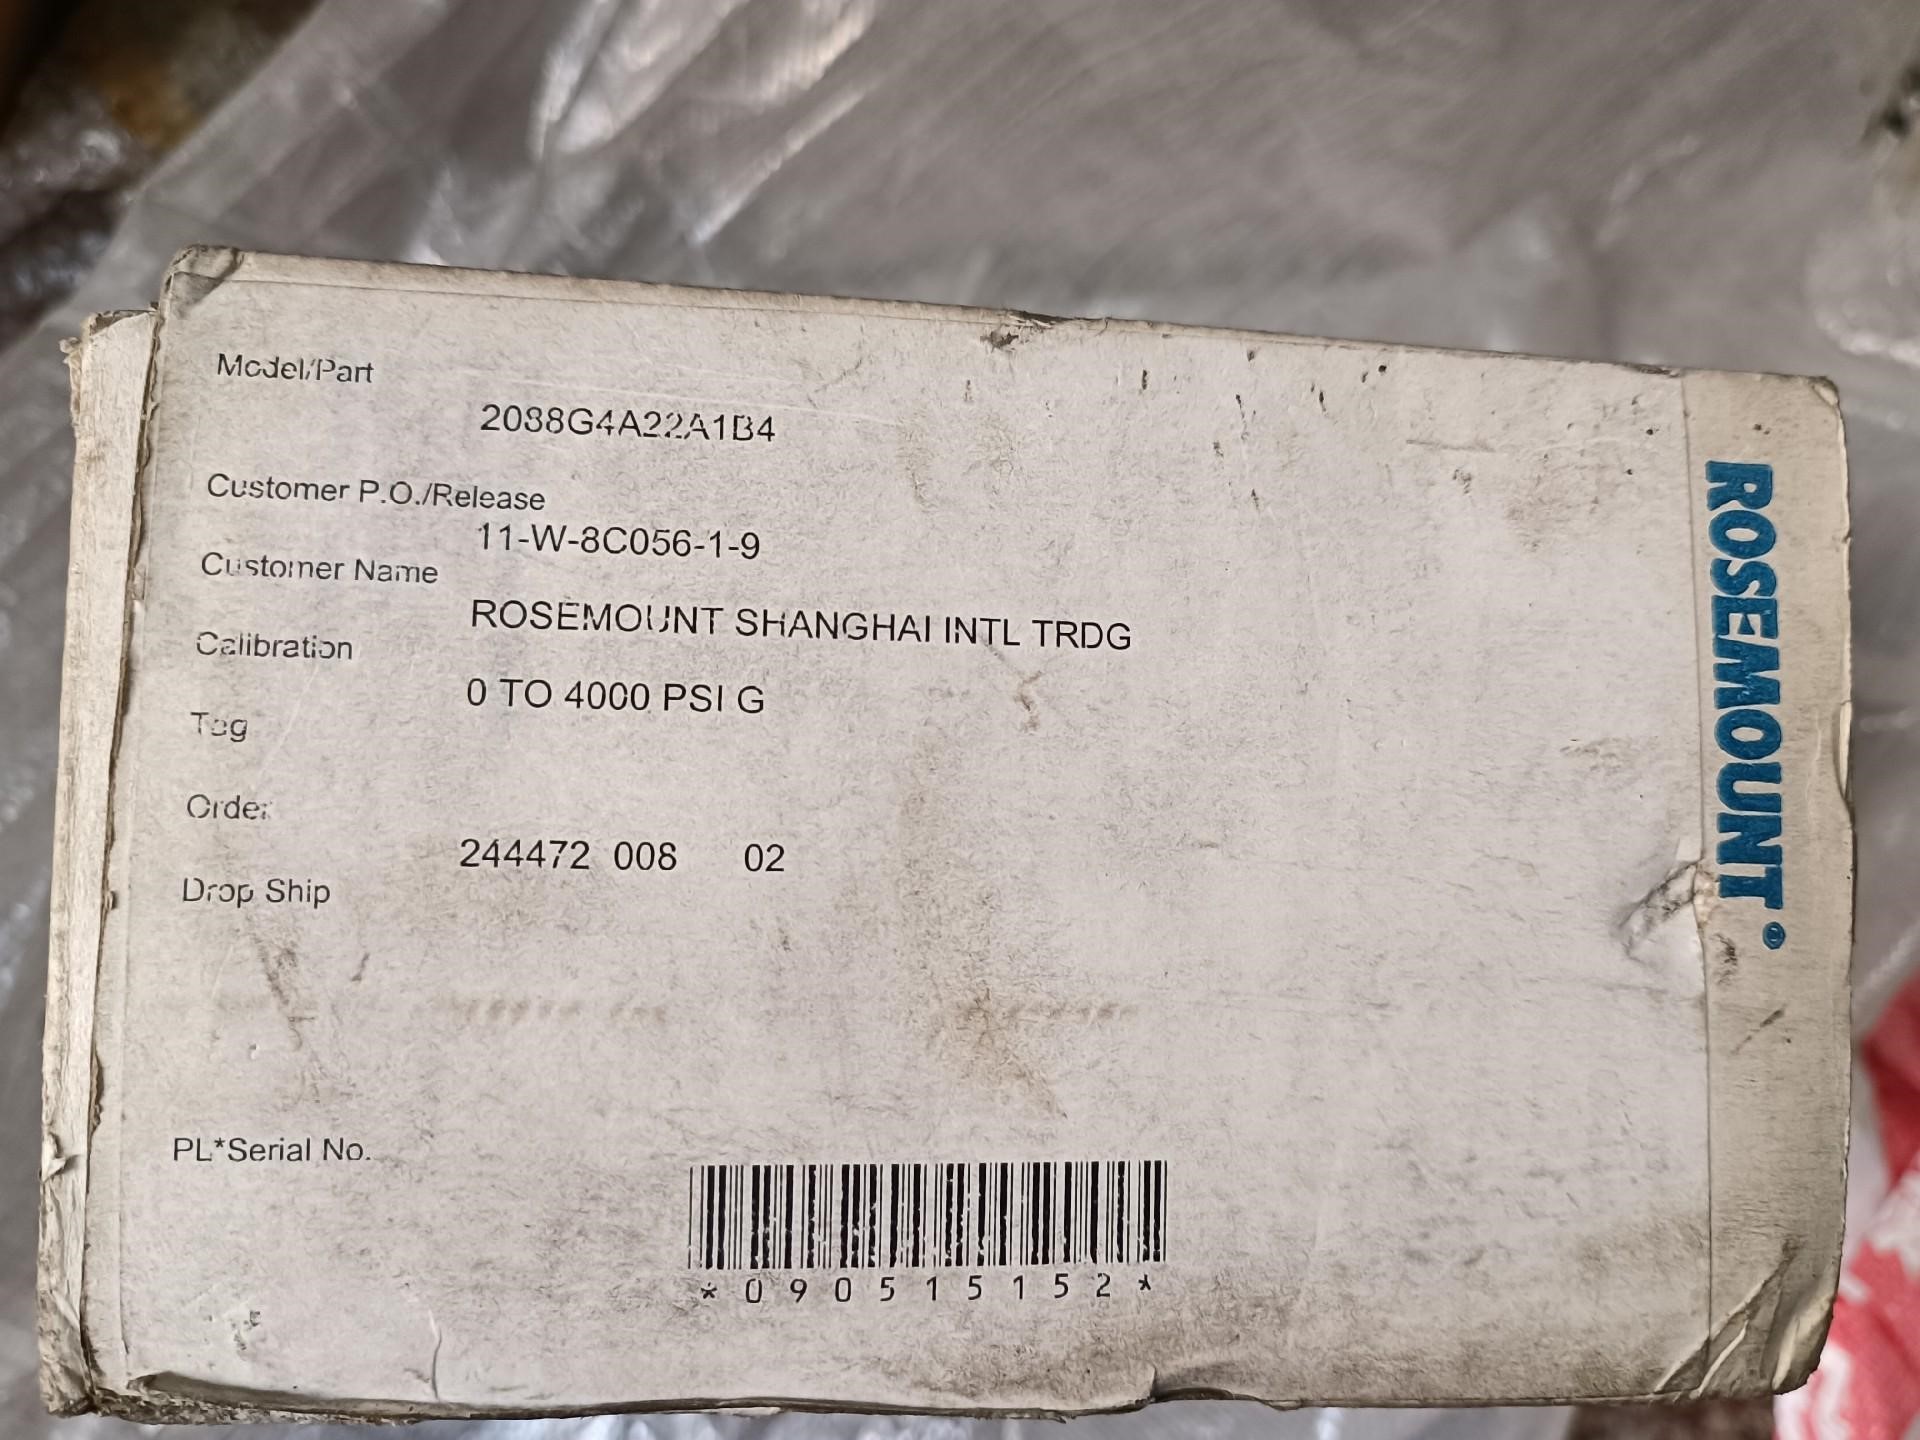 Model/Part
2088G4A22A1B4
Customer P.O./Release
11-W-8C056-1-9
Customer Name
ROSEMOUNT SHANGHAI INTL TRDG
Calibration
0 TO 4000 PSI G
Tag
Order
244472 008 02
Drop Ship
PL*Serial No.
*090515152*
ROSEMOUNT®